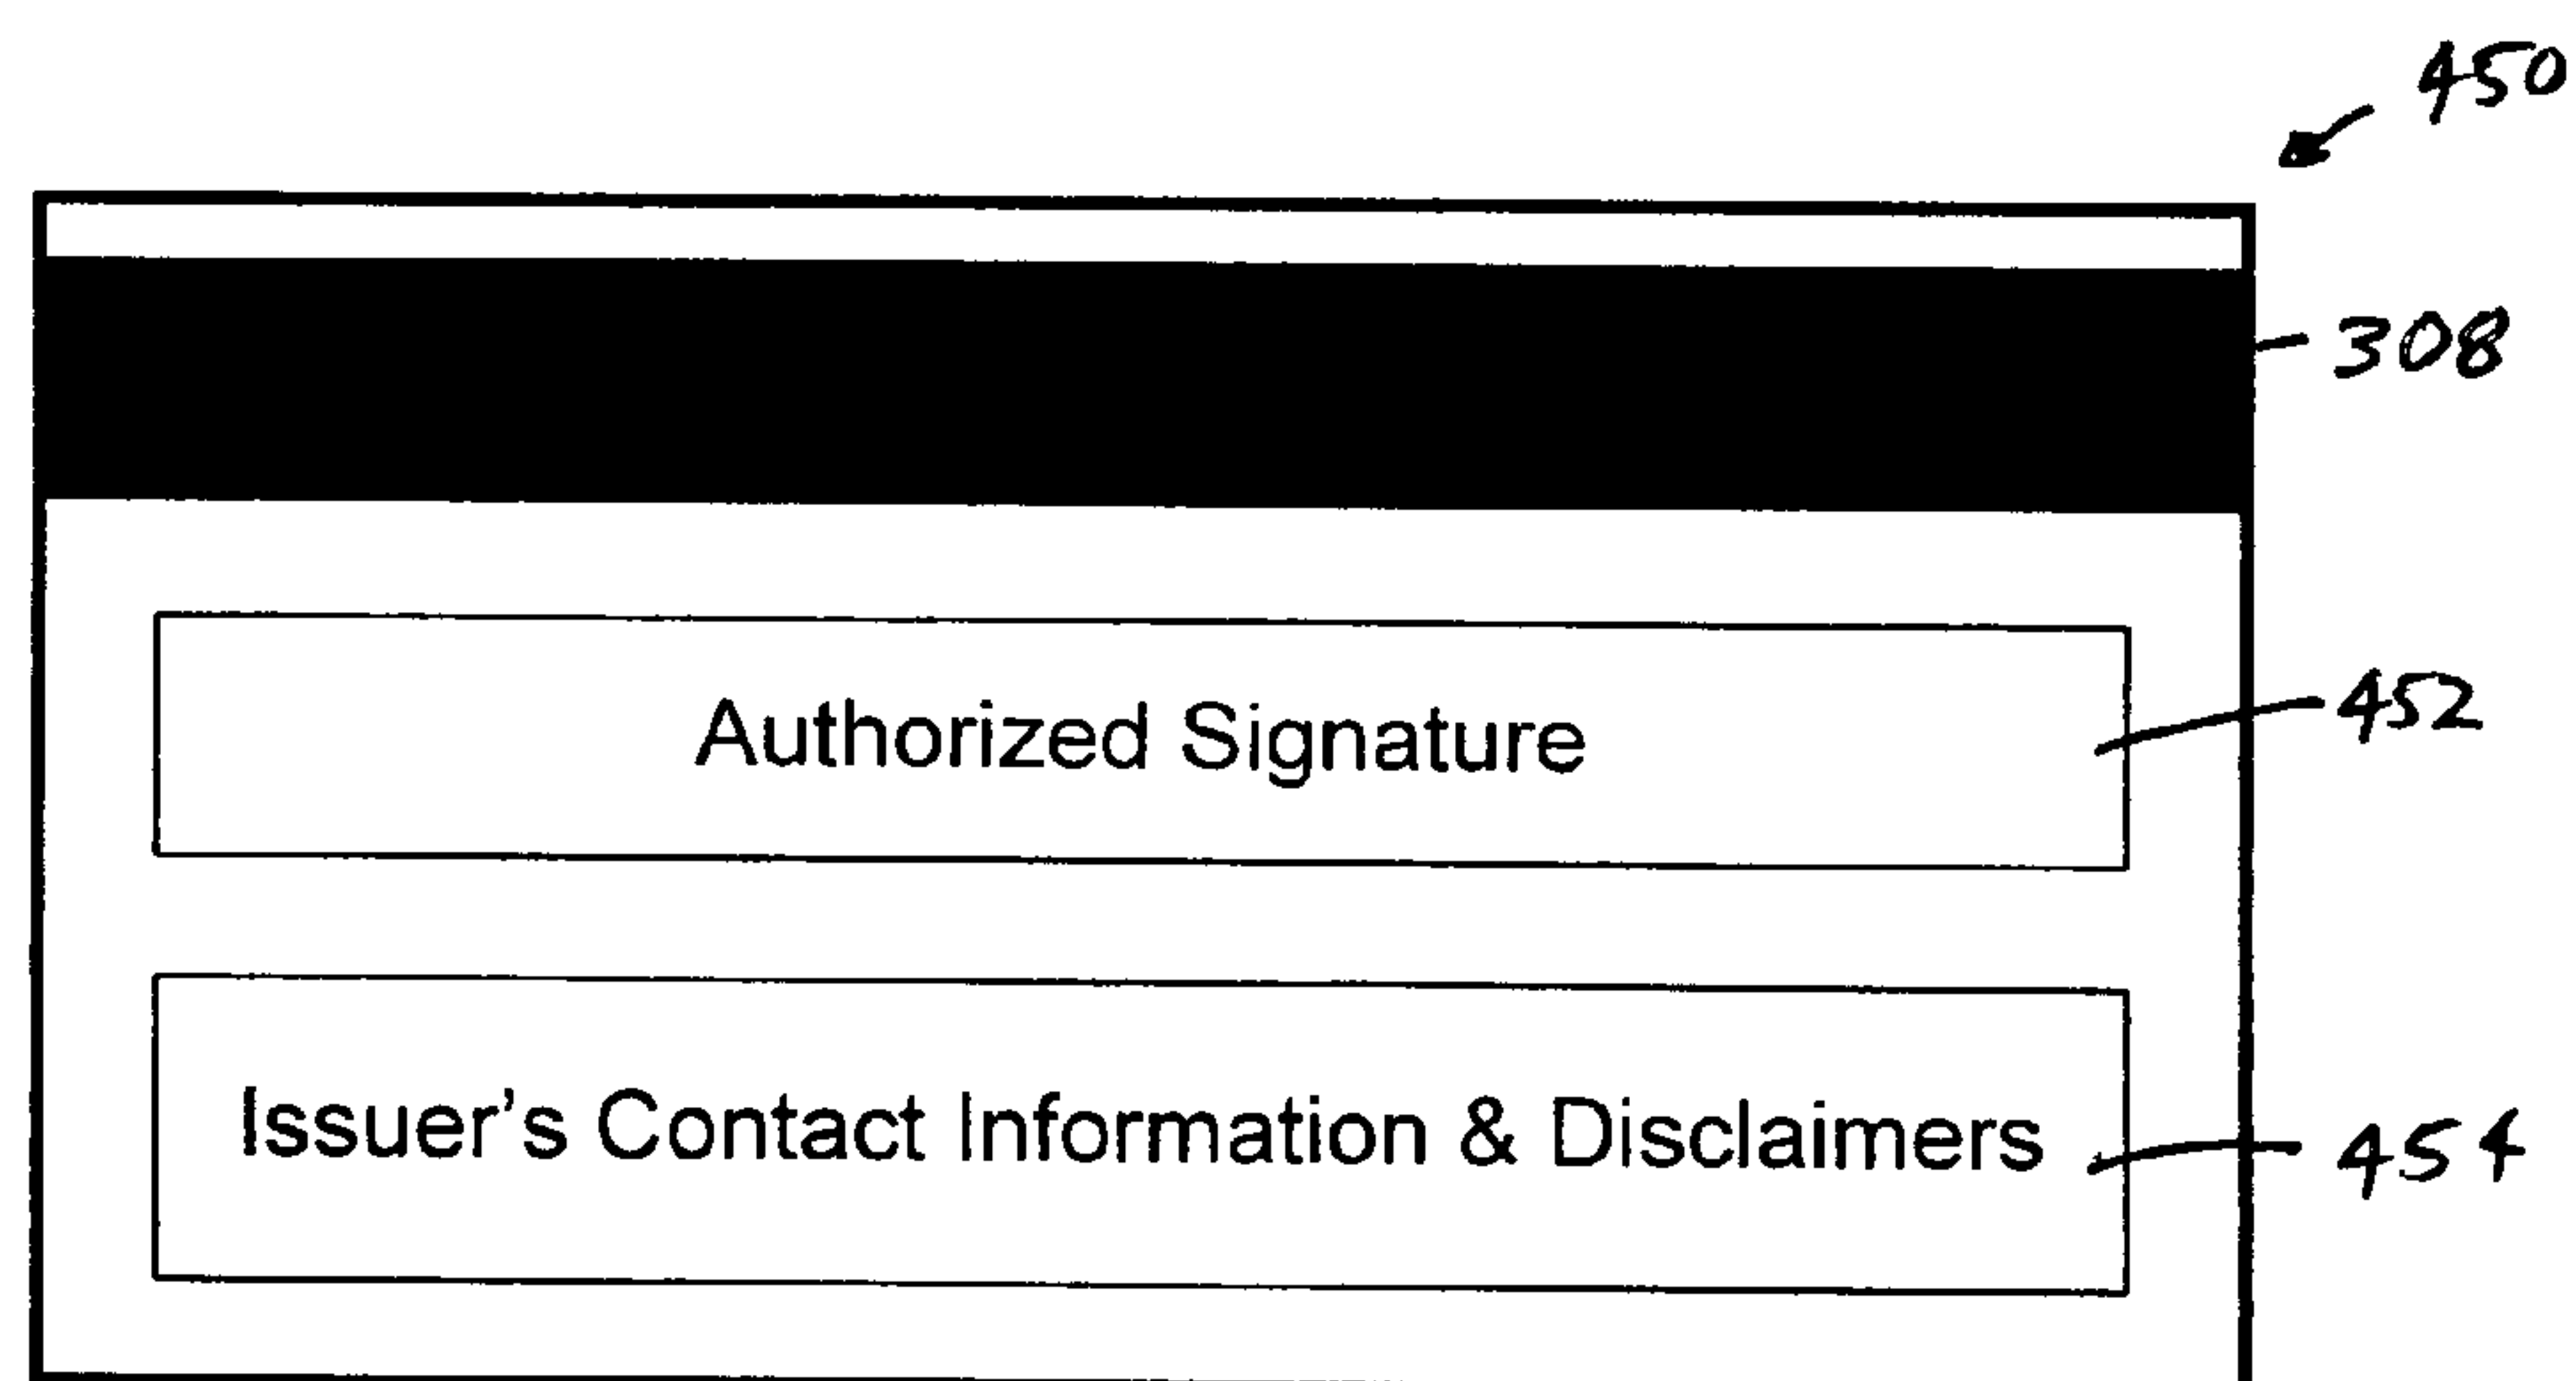 450
308
Authorized Signature
452
Issuer's Contact Information & Disclaimers
454